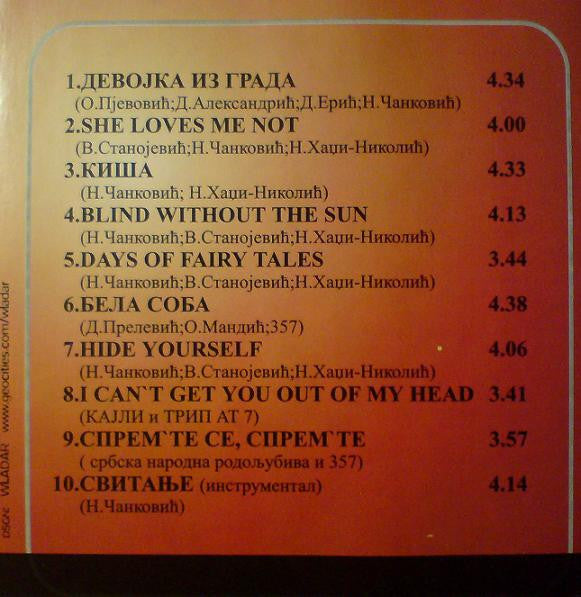 1.ДЕВОЈКА ИЗ ГРАДА 4.34
(О.Пјевовић;Д.Александрић;Д.Ерић;Н.Чанковић)
2.SHE LOVES ME NOT 4.00
(В.Станојевић;Н.Чанковић;Н.Хаџи-Николић)
3.КИША 4.33
(Н.Чанковић; Н.Хаџи-Николић)
4.BLIND WITHOUT THE SUN 4.13
(Н.Чанковић;В.Станојевић;Н.Хаџи-Николић)
5.DAYS OF FAIRY TALES 3.44
(Н.Чанковић;В.Станојевић;Н.Хаџи-Николић)
6.БЕЛА СОБА 4.38
(Д.Прелевић;О.Мандић;357)
7.HIDE YOURSELF 4.06
(Н.Чанковић;В.Станојевић;Н.Хаџи-Николић)
8.I CAN`T GET YOU OUT OF MY HEAD 3.41
(КАЈЛИ и ТРИП АТ 7)
9.СПРЕМ`ТЕ СЕ, СПРЕМ`ТЕ 3.57
( србска народна родољубива и 357)
10.СВИТАЊЕ (инструментал) 4.14
(Н.Чанковић)
DSGN: WLADAR www.geocities.com/wladar